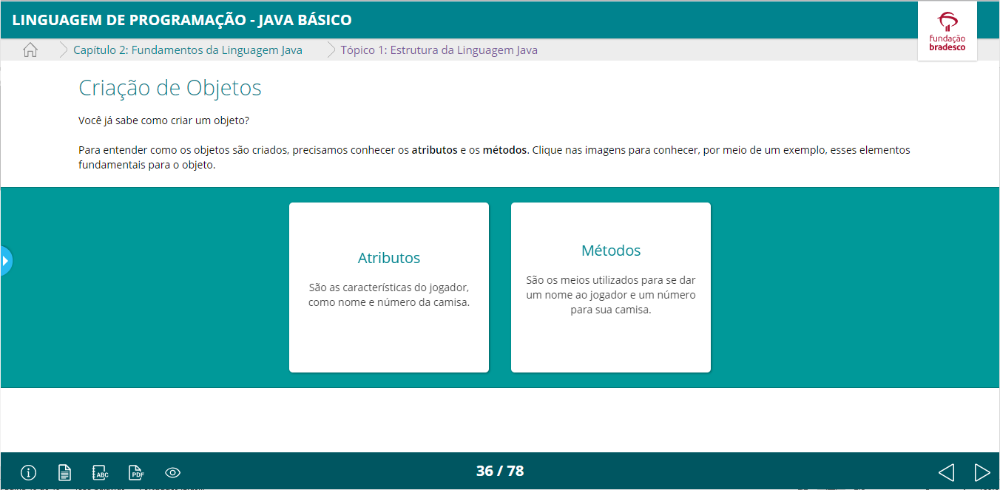 LINGUAGEM DE PROGRAMAÇÃO - JAVA BÁSICO
fundação
bradesco
Capítulo 2: Fundamentos da Linguagem Java
Tópico 1: Estrutura da Linguagem Java
Criação de Objetos
Você já sabe como criar um objeto?
Para entender como os objetos são criados, precisamos conhecer os atributos e os métodos. Clique nas imagens para conhecer, por meio de um exemplo, esses elementos
fundamentais para o objeto.
Atributos
São as características do jogador,
como nome e número da camisa.
Métodos
São os meios utilizados para se dar
um nome ao jogador e um número
para sua camisa.
ABC
PDF
36 / 78